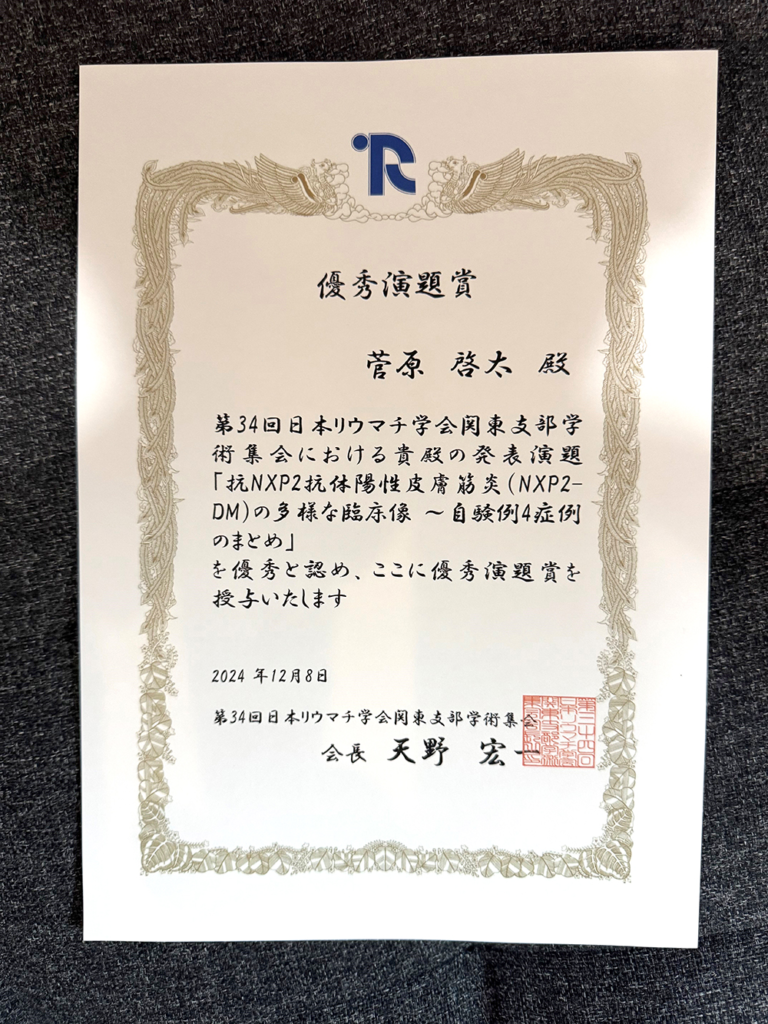 優秀演題賞
菅原 啓太 殿
第34回日本リウマチ学会関東支部学
術集会における貴殿の発表演題
「抗NXP2抗体陽性皮膚筋炎(NXP2-
DM)の多様な臨床像 ～自験例4症例
のまとめ」
を優秀と認め、ここに優秀演題賞を
授与いたします
2024 年12月8日
第34回日本リウマチ学会関東支部学術集会
会長 天野 宏一